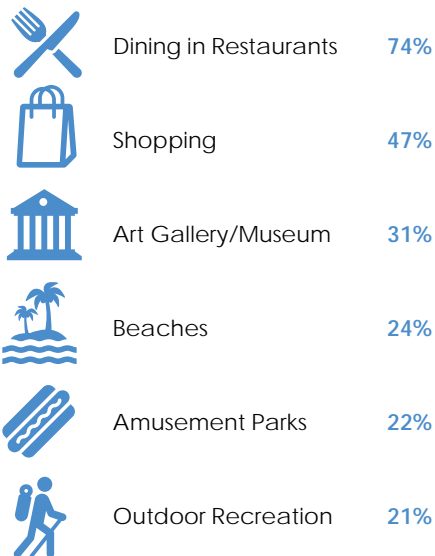 Dining in Restaurants 74%
Shopping 47%
Art Gallery/Museum 31%
Beaches 24%
Amusement Parks 22%
Outdoor Recreation 21%